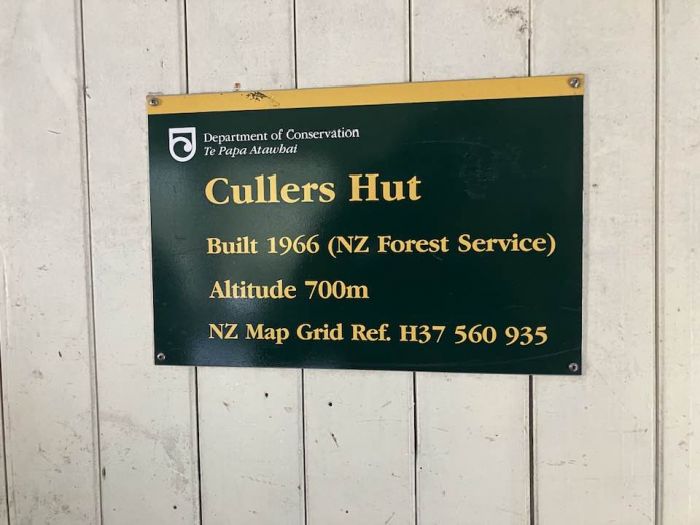 Department of Conservation
Te Papa Atawhai
Cullers Hut
Built 1966 (NZ Forest Service)
Altitude 700m
NZ Map Grid Ref. H37 560 935